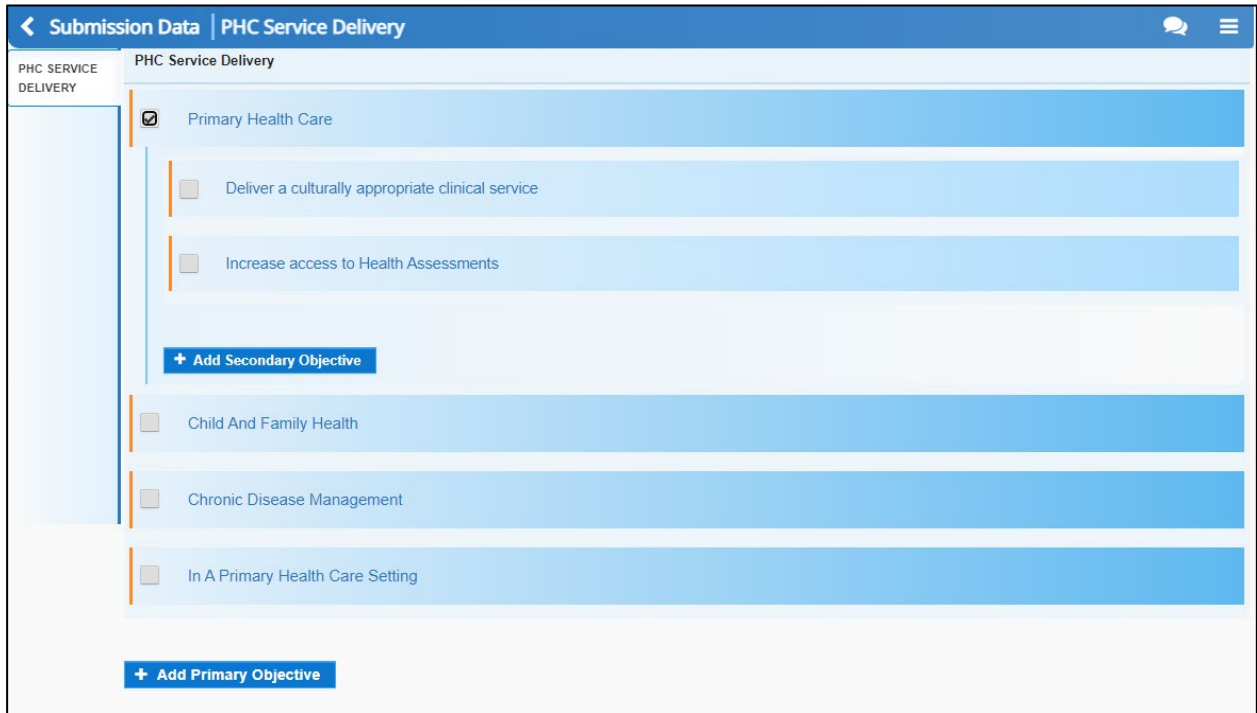 Submission Data | PHC Service Delivery
PHC SERVICE
DELIVERY
PHC Service Delivery
Primary Health Care
Deliver a culturally appropriate clinical service
Increase access to Health Assessments
+ Add Secondary Objective
Child And Family Health
Chronic Disease Management
In A Primary Health Care Setting
+ Add Primary Objective